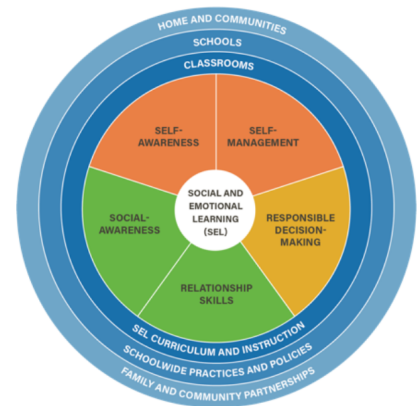 HOME AND COMMUNITIES
SCHOOLS
CLASSROOMS
SELF-
AWARENESS
SELF-
MANAGEMENT
SOCIAL AND
EMOTIONAL
LEARNING
(SEL)
SOCIAL-
AWARENESS
RESPONSIBLE
DECISION-
MAKING
RELATIONSHIP
SKILLS
SEL CURRICULUM AND INSTRUCTION
SCHOOLWIDE PRACTICES AND POLICIES
FAMILY AND COMMUNITY PARTNERSHIPS